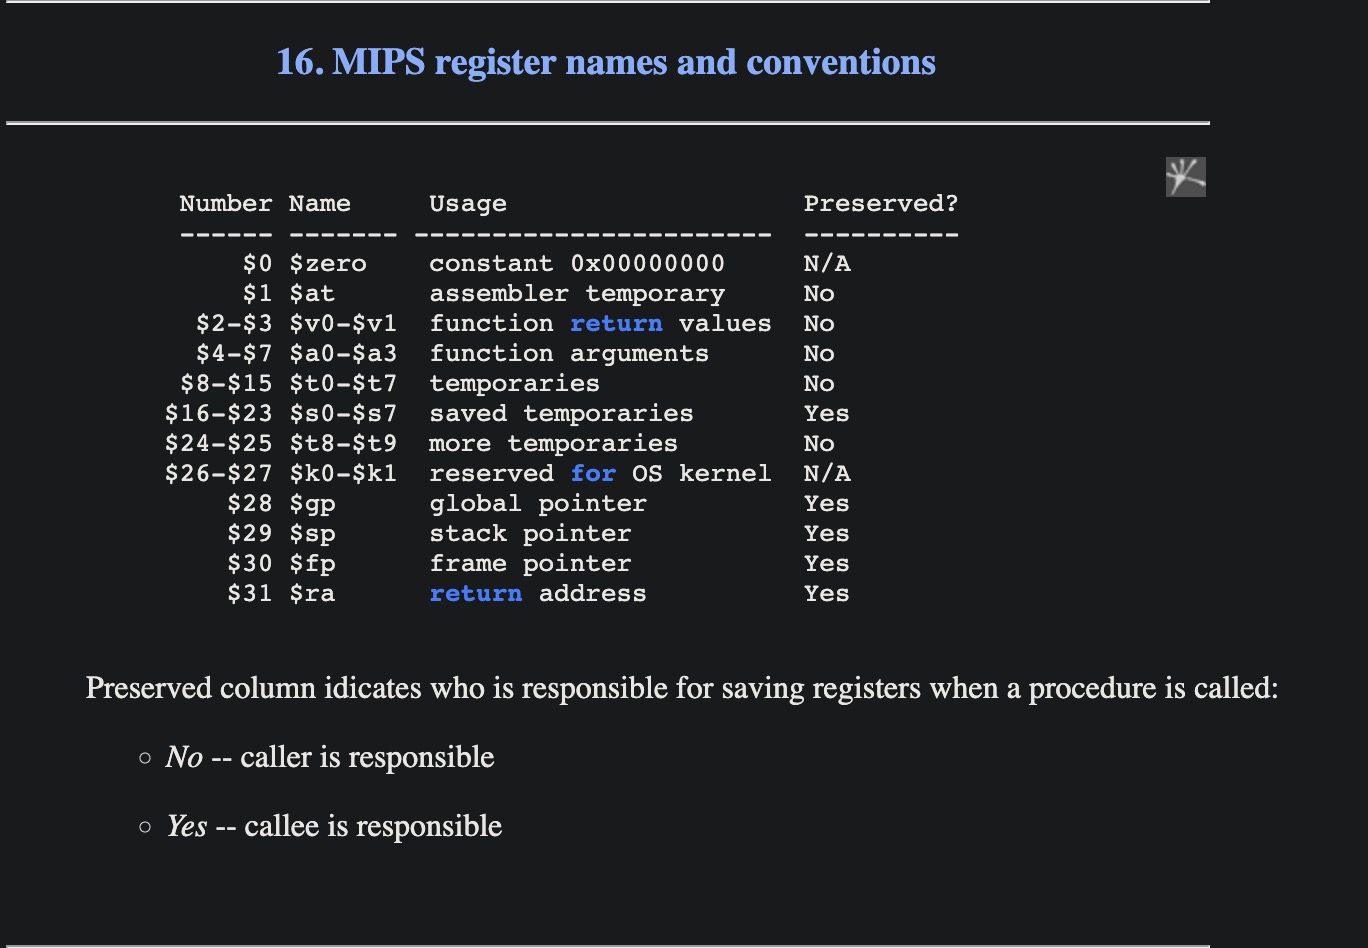 16. MIPS register names and conventions
Number Name Usage Preserved?
------ ------- ----------------------- ----------
$0 $zero constant 0x00000000 N/A
$1 $at assembler temporary No
$2-$3 $v0-$v1 function return values No
$4-$7 $a0-$a3 function arguments No
$8-$15 $t0-$t7 temporaries No
$16-$23 $s0-$s7 saved temporaries Yes
$24-$25 $t8-$t9 more temporaries No
$26-$27 $k0-$k1 reserved for OS kernel N/A
$28 $gp global pointer Yes
$29 $sp stack pointer Yes
$30 $fp frame pointer Yes
$31 $ra return address Yes
Preserved column idicates who is responsible for saving registers when a procedure is called:
No -- caller is responsible
Yes -- callee is responsible